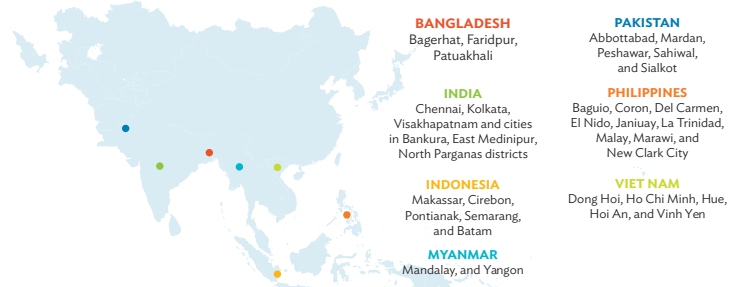 BANGLADESH
Bagerhat, Faridpur,
Patuakhali
INDIA
Chennai, Kolkata,
Visakhapatnam and cities
in Bankura, East Medinipur,
North Parganas districts
INDONESIA
Makassar, Cirebon,
Pontianak, Semarang,
and Batam
MYANMAR
Mandalay, and Yangon
PAKISTAN
Abbottabad, Mardan,
Peshawar, Sahiwal,
and Sialkot
PHILIPPINES
Baguio, Coron, Del Carmen,
El Nido, Janiuay, La Trinidad,
Malay, Marawi, and
New Clark City
VIET NAM
Dong Hoi, Ho Chi Minh, Hue,
Hoi An, and Vinh Yen